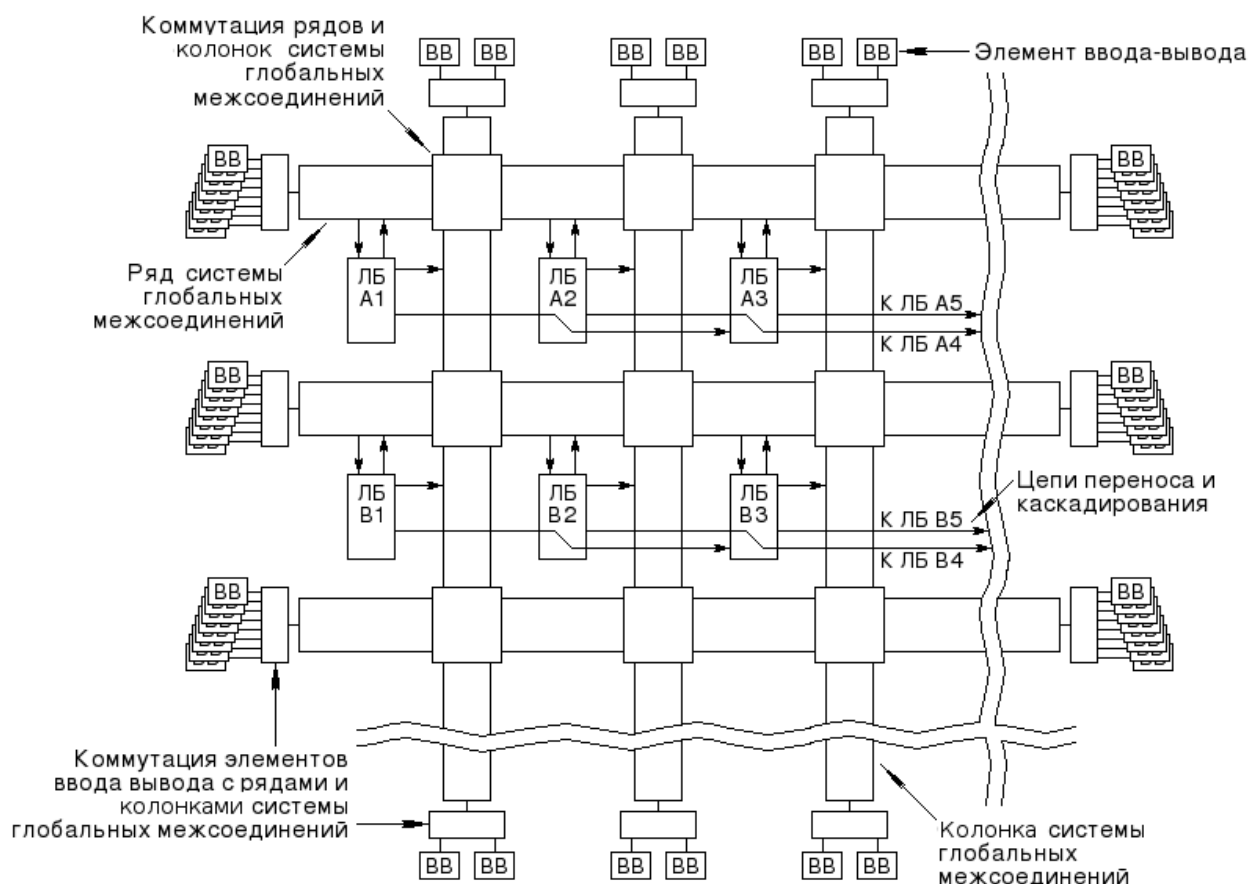 Коммутация рядов и
колонок системы
глобальных
межсоединений
ВВ ВВ ВВ ВВ ВВ ВВ
Элемент ввода-вывода
ВВ ВВ
Ряд системы
глобальных
межсоединений
ЛБ А1
ЛБ А2
ЛБ А3
К ЛБ А5
К ЛБ А4
ВВ ВВ
Цепи переноса и
каскадирования
ЛБ В1
ЛБ В2
ЛБ В3
К ЛБ В5
К ЛБ В4
ВВ ВВ
Коммутация элементов
ввода вывода с рядами и
колонками системы
глобальных межсоединений
Колонка системы
глобальных
межсоединений
ВВ ВВ ВВ ВВ ВВ ВВ